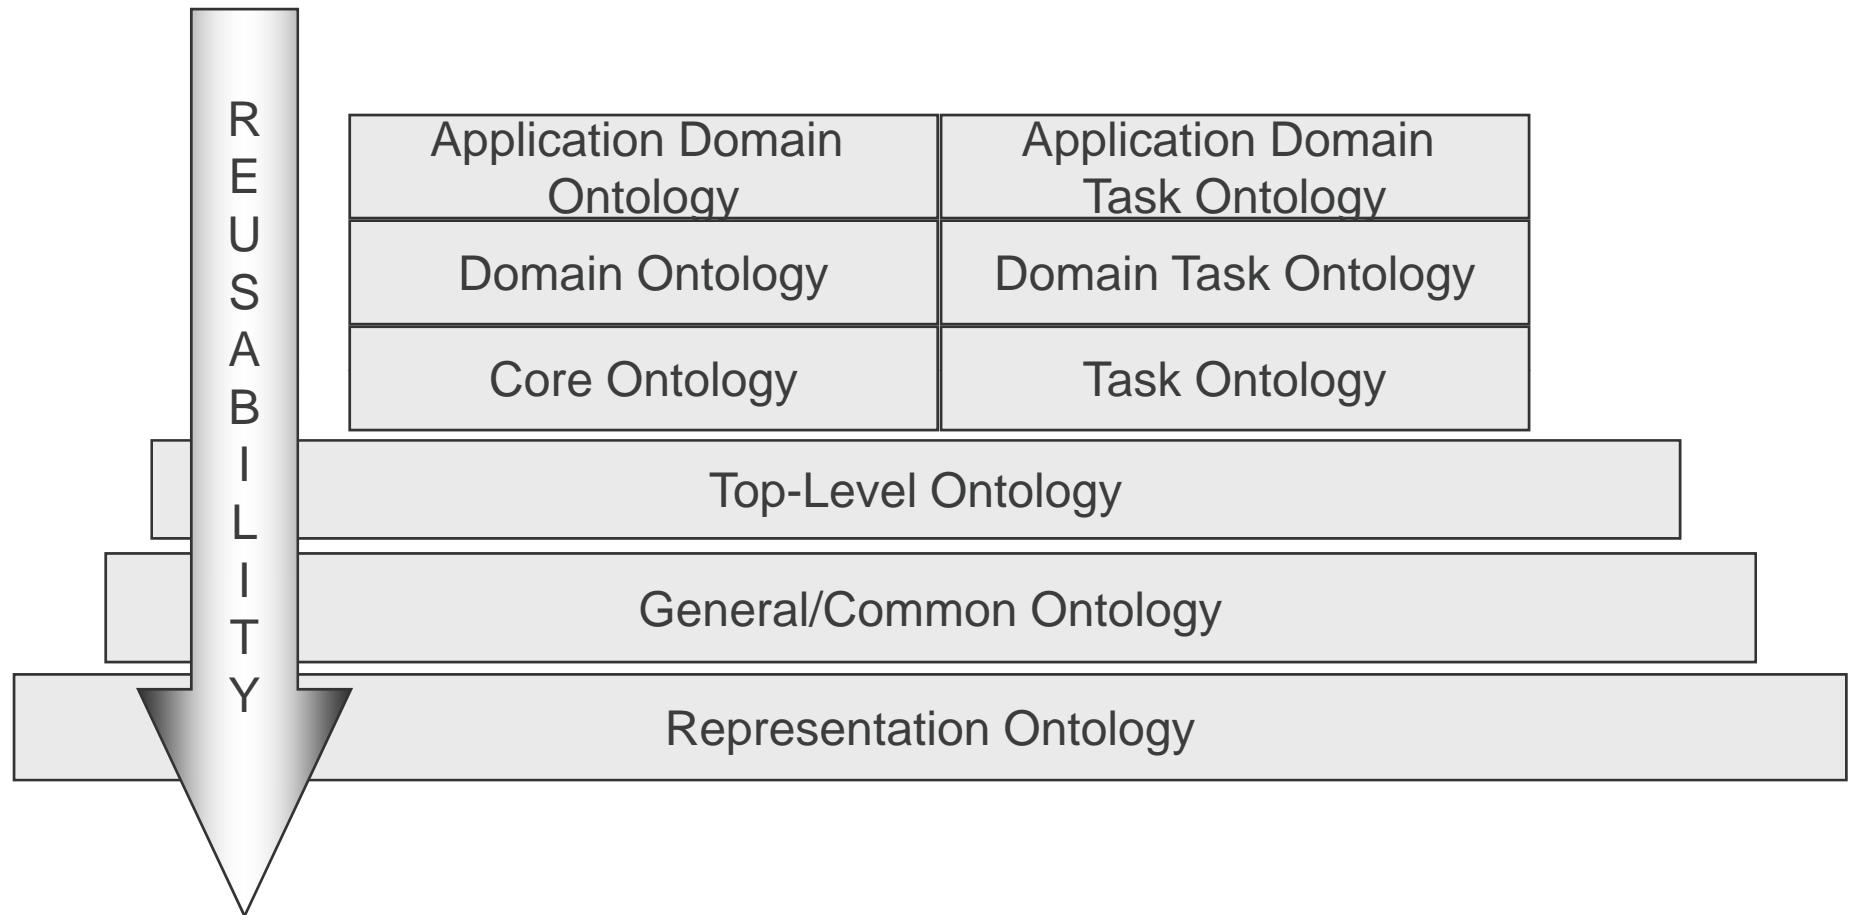 REUSABILITY
Application Domain
Ontology
Application Domain
Task Ontology
Domain Ontology
Domain Task Ontology
Core Ontology
Task Ontology
Top-Level Ontology
General/Common Ontology
Representation Ontology